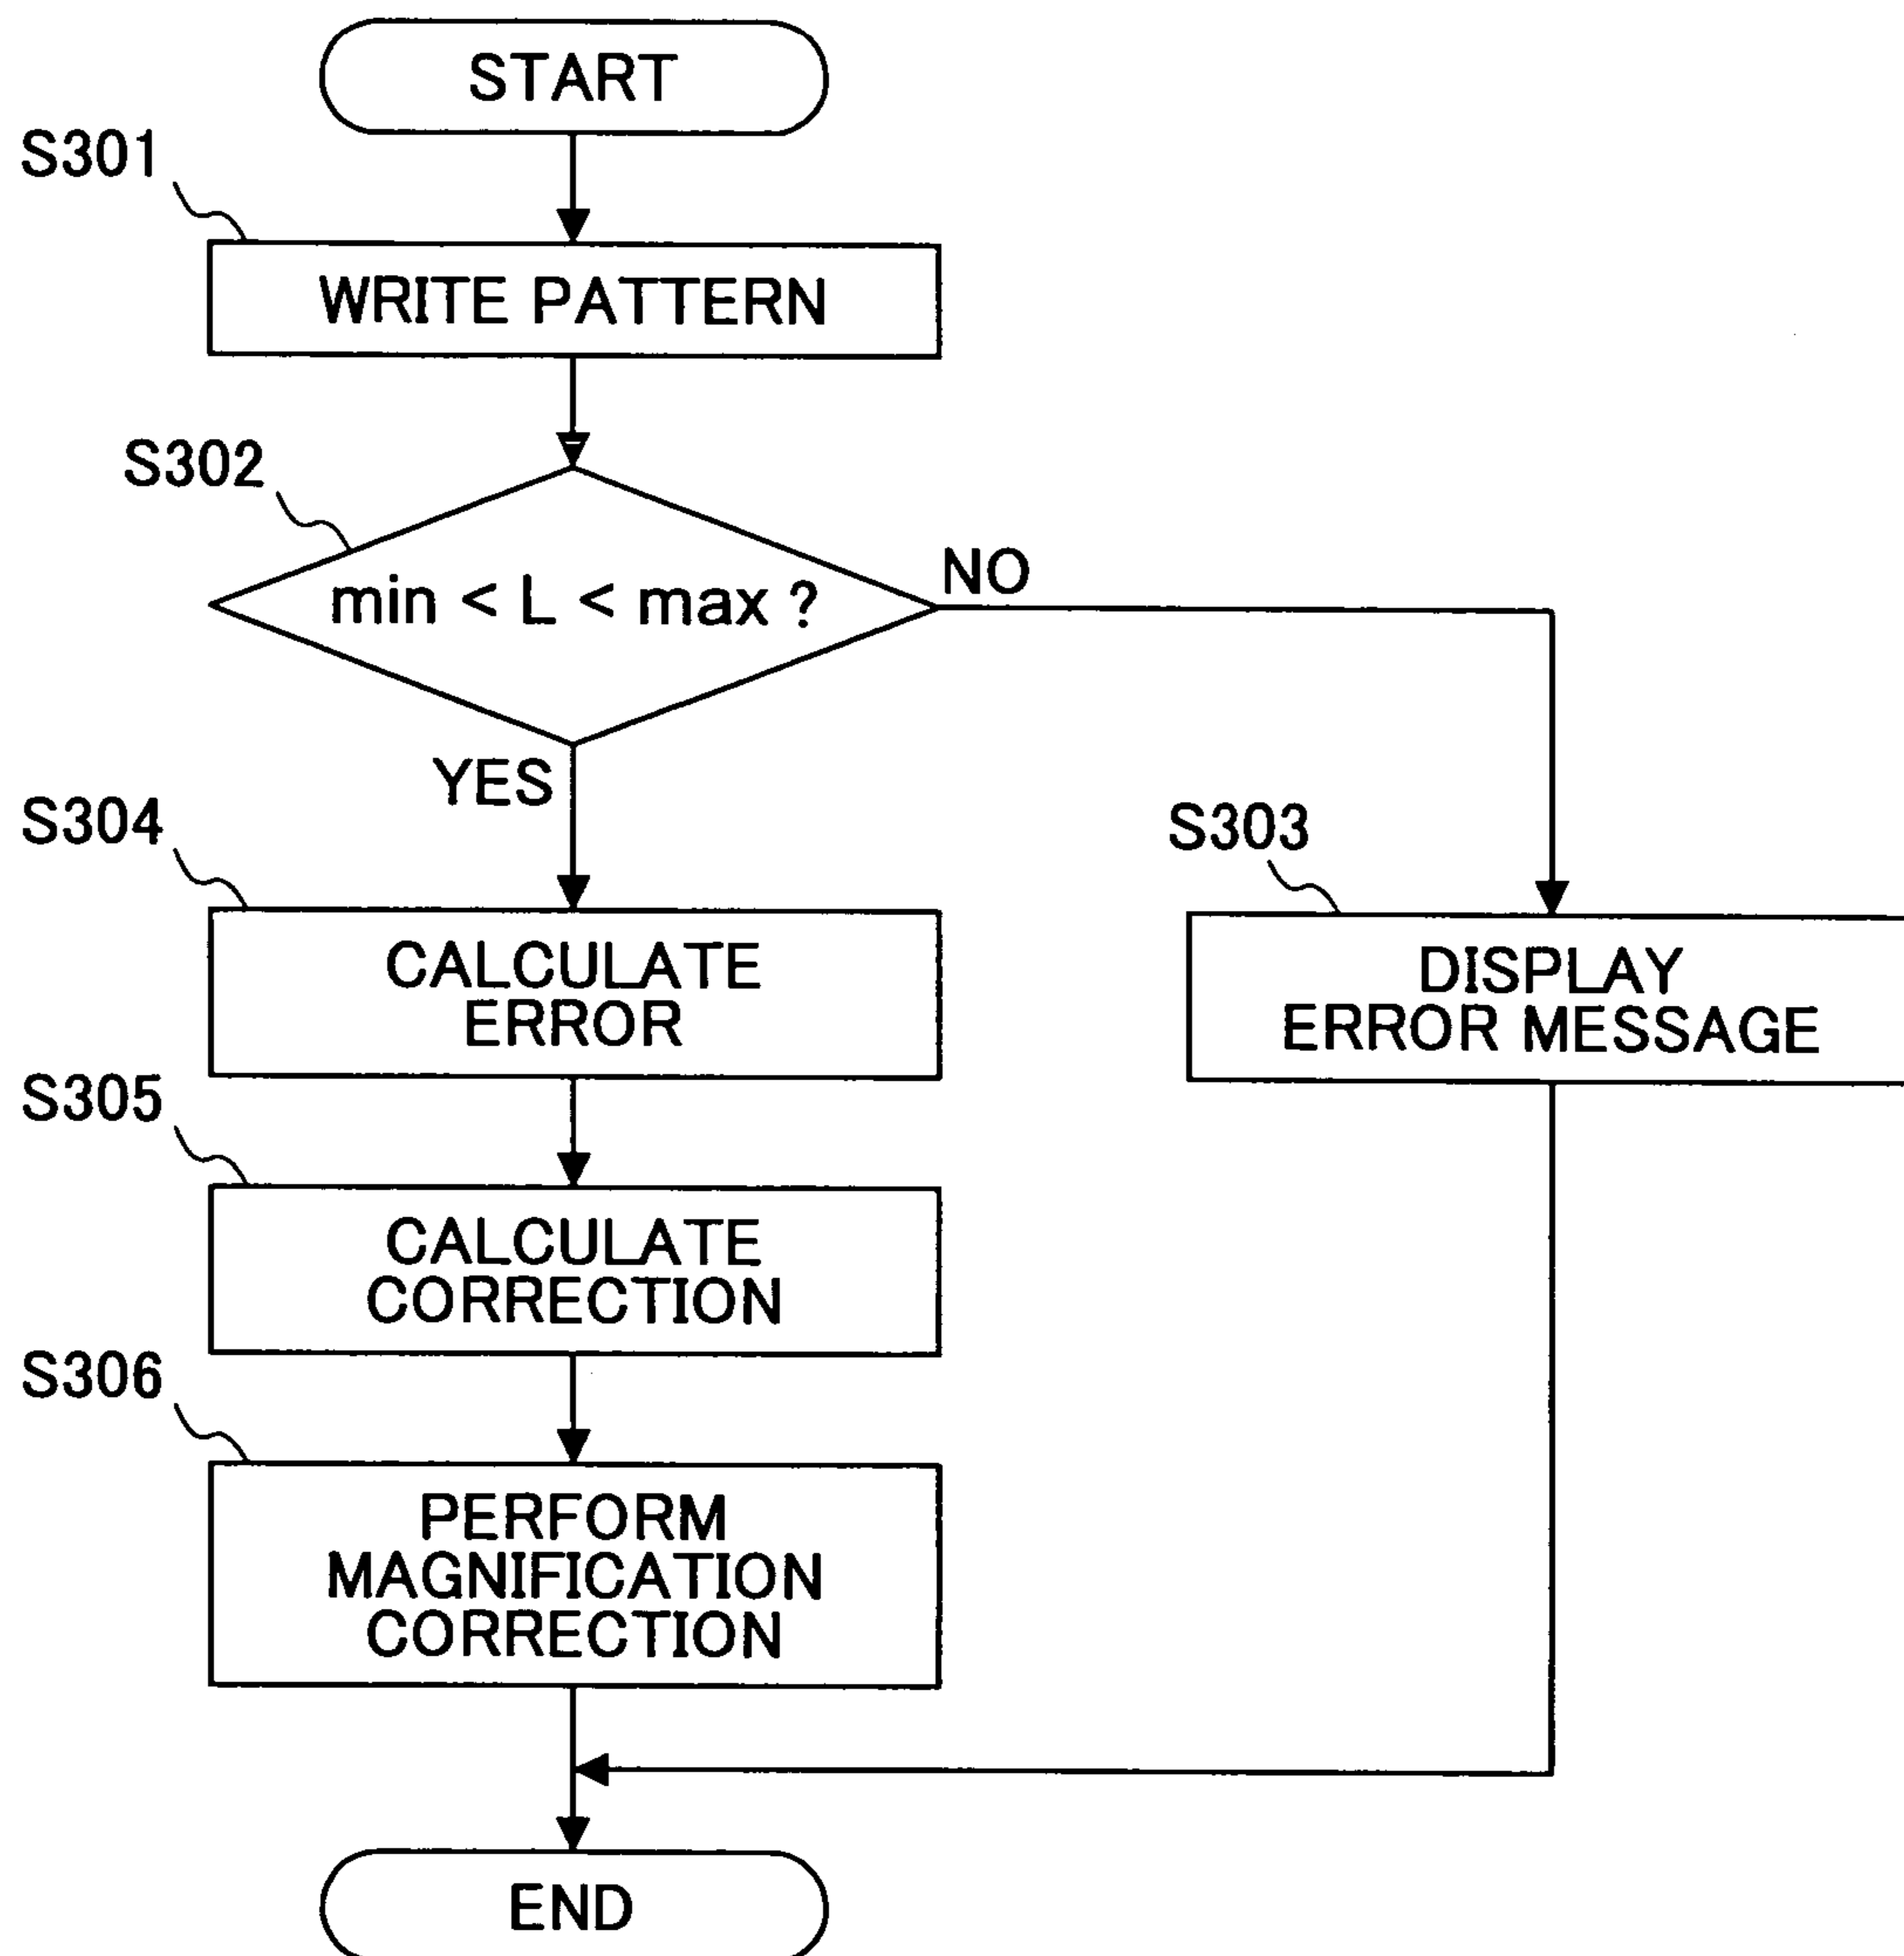 START
S301
WRITE PATTERN
S302
min < L < max ?
NO
YES
S304
CALCULATE
ERROR
S303
DISPLAY
ERROR MESSAGE
S305
CALCULATE
CORRECTION
S306
PERFORM
MAGNIFICATION
CORRECTION
END